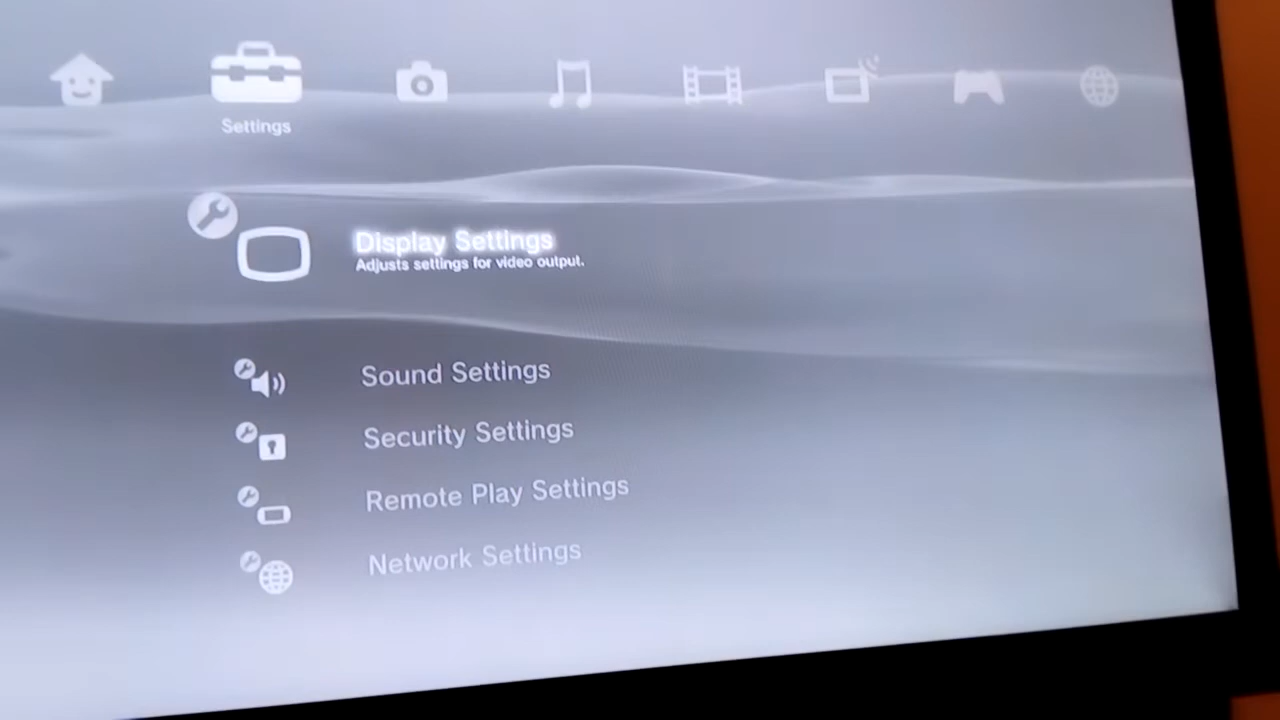 Settings
Display Settings
Adjusts settings for video output.
Sound Settings
Security Settings
Remote Play Settings
Network Settings